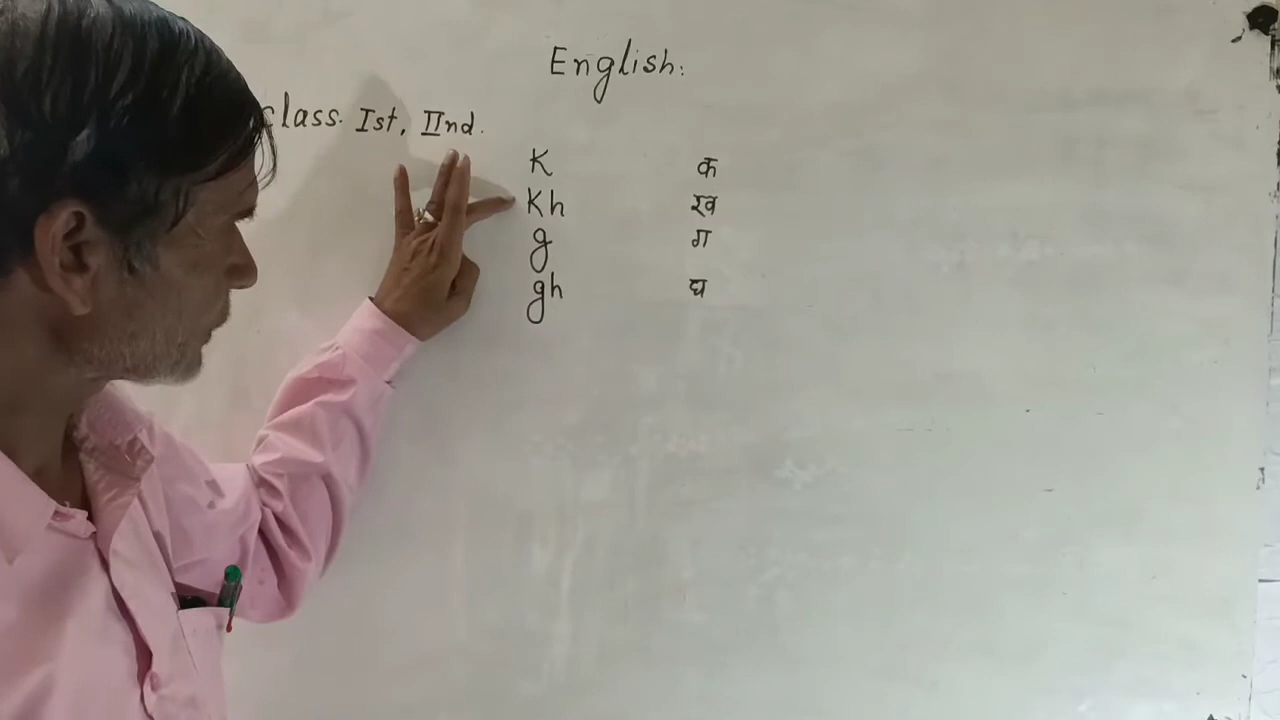 English:
class. Ist, IInd.
K क
Kh ख
g ग
gh घ